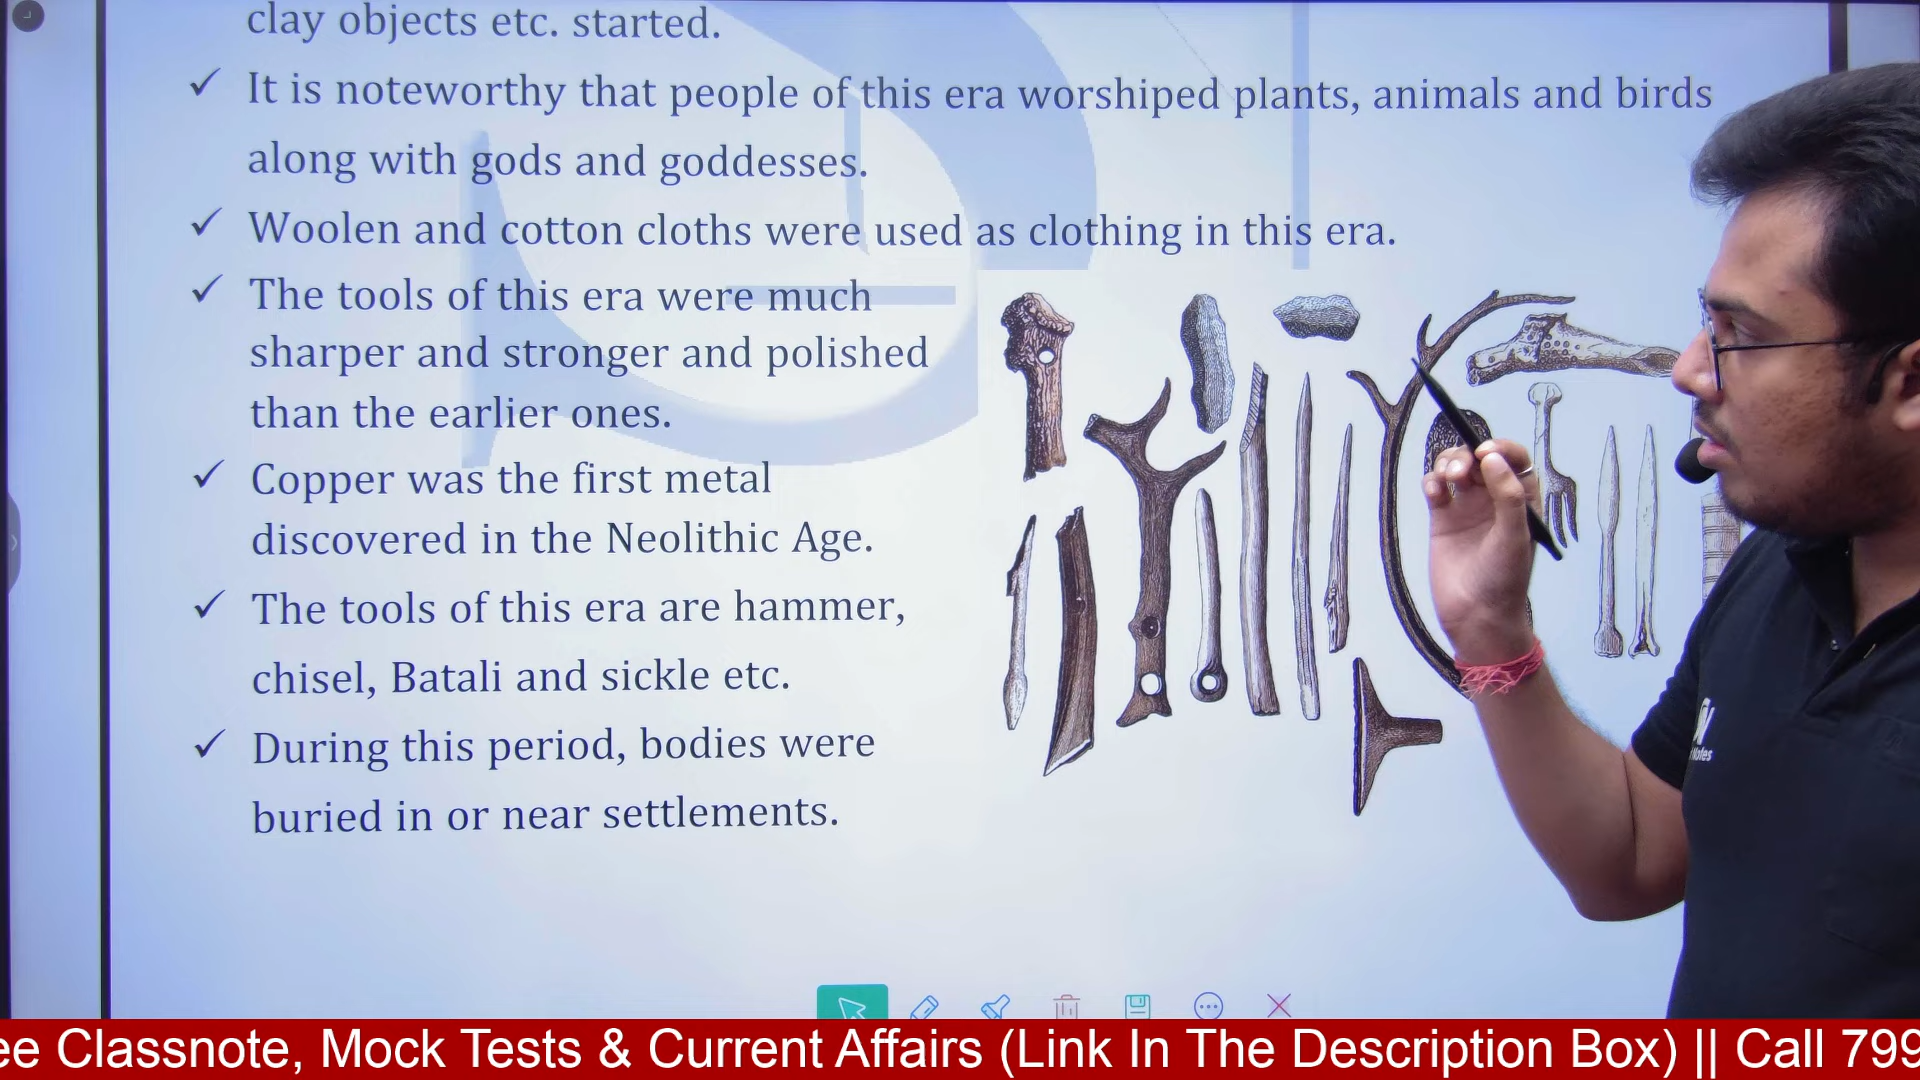 clay objects etc. started.
✓ It is noteworthy that people of this era worshiped plants, animals and birds
along with gods and goddesses.
✓ Woolen and cotton cloths were used as clothing in this era.
✓ The tools of this era were much
sharper and stronger and polished
than the earlier ones.
✓ Copper was the first metal
discovered in the Neolithic Age.
✓ The tools of this era are hammer,
chisel, Batali and sickle etc.
✓ During this period, bodies were
buried in or near settlements.
ee Classnote, Mock Tests & Current Affairs (Link In The Description Box) || Call 799